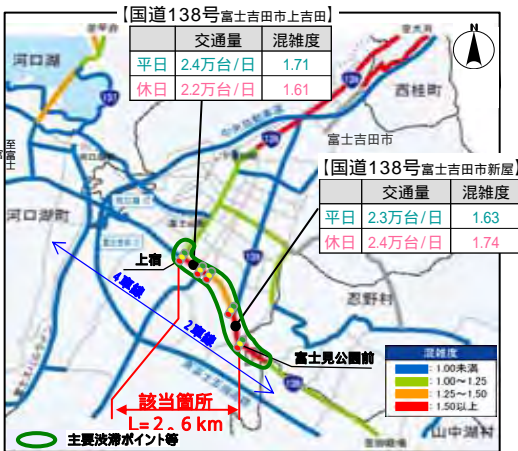 【国道138号富士吉田市上吉田】
交通量 混雑度
平日 2.4万台/日 1.71
休日 2.2万台/日 1.61
河口湖
西桂町
中央自動車道
富士吉田市
【国道138号富士吉田市新屋】
交通量 混雑度
平日 2.3万台/日 1.63
休日 2.4万台/日 1.74
河口湖町
上宿
4車線
2車線
忍野村
富士見公園前
混雑度
:1.00未満
:1.00~1.25
:1.25~1.50
:1.50以上
該当箇所
L=2.6km
山中湖村
主要渋滞ポイント等